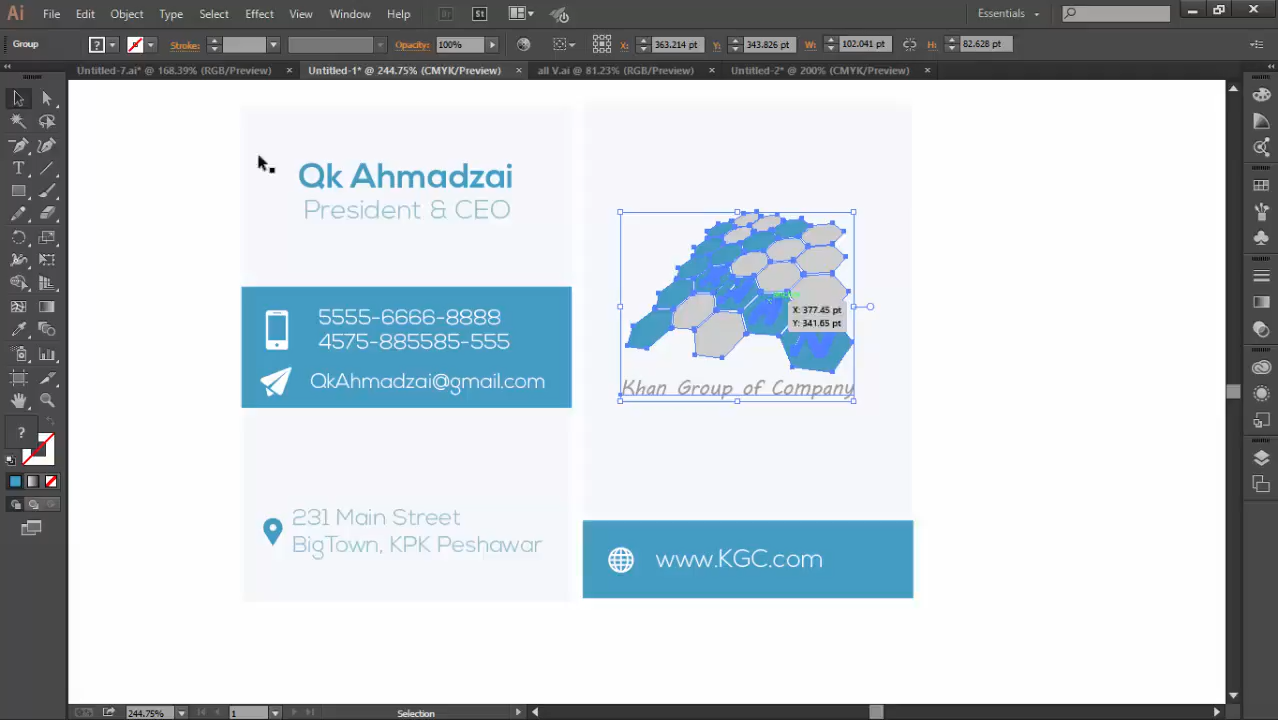 Ai File Edit Object Type Select Effect View Window Help Br St Essentials
Group ? Stroke: Opacity: 100% X: 363.214 pt Y: 343.826 pt W: 102.041 pt H: 82.628 pt
Untitled-7.ai* @ 168.39% (RGB/Preview) × Untitled-1* @ 244.75% (CMYK/Preview) × all V.ai @ 81.23% (RGB/Preview) × Untitled-2* @ 200% (CMYK/Preview) ×
Qk Ahmadzai
President & CEO
5555-6666-8888
4575-885585-555
QkAhmadzai@gmail.com
231 Main Street
BigTown, KPK Peshawar
X: 377.45 pt
Y: 341.65 pt
Khan Group of Company
www.KGC.com
T
?
244.75% 1 Selection